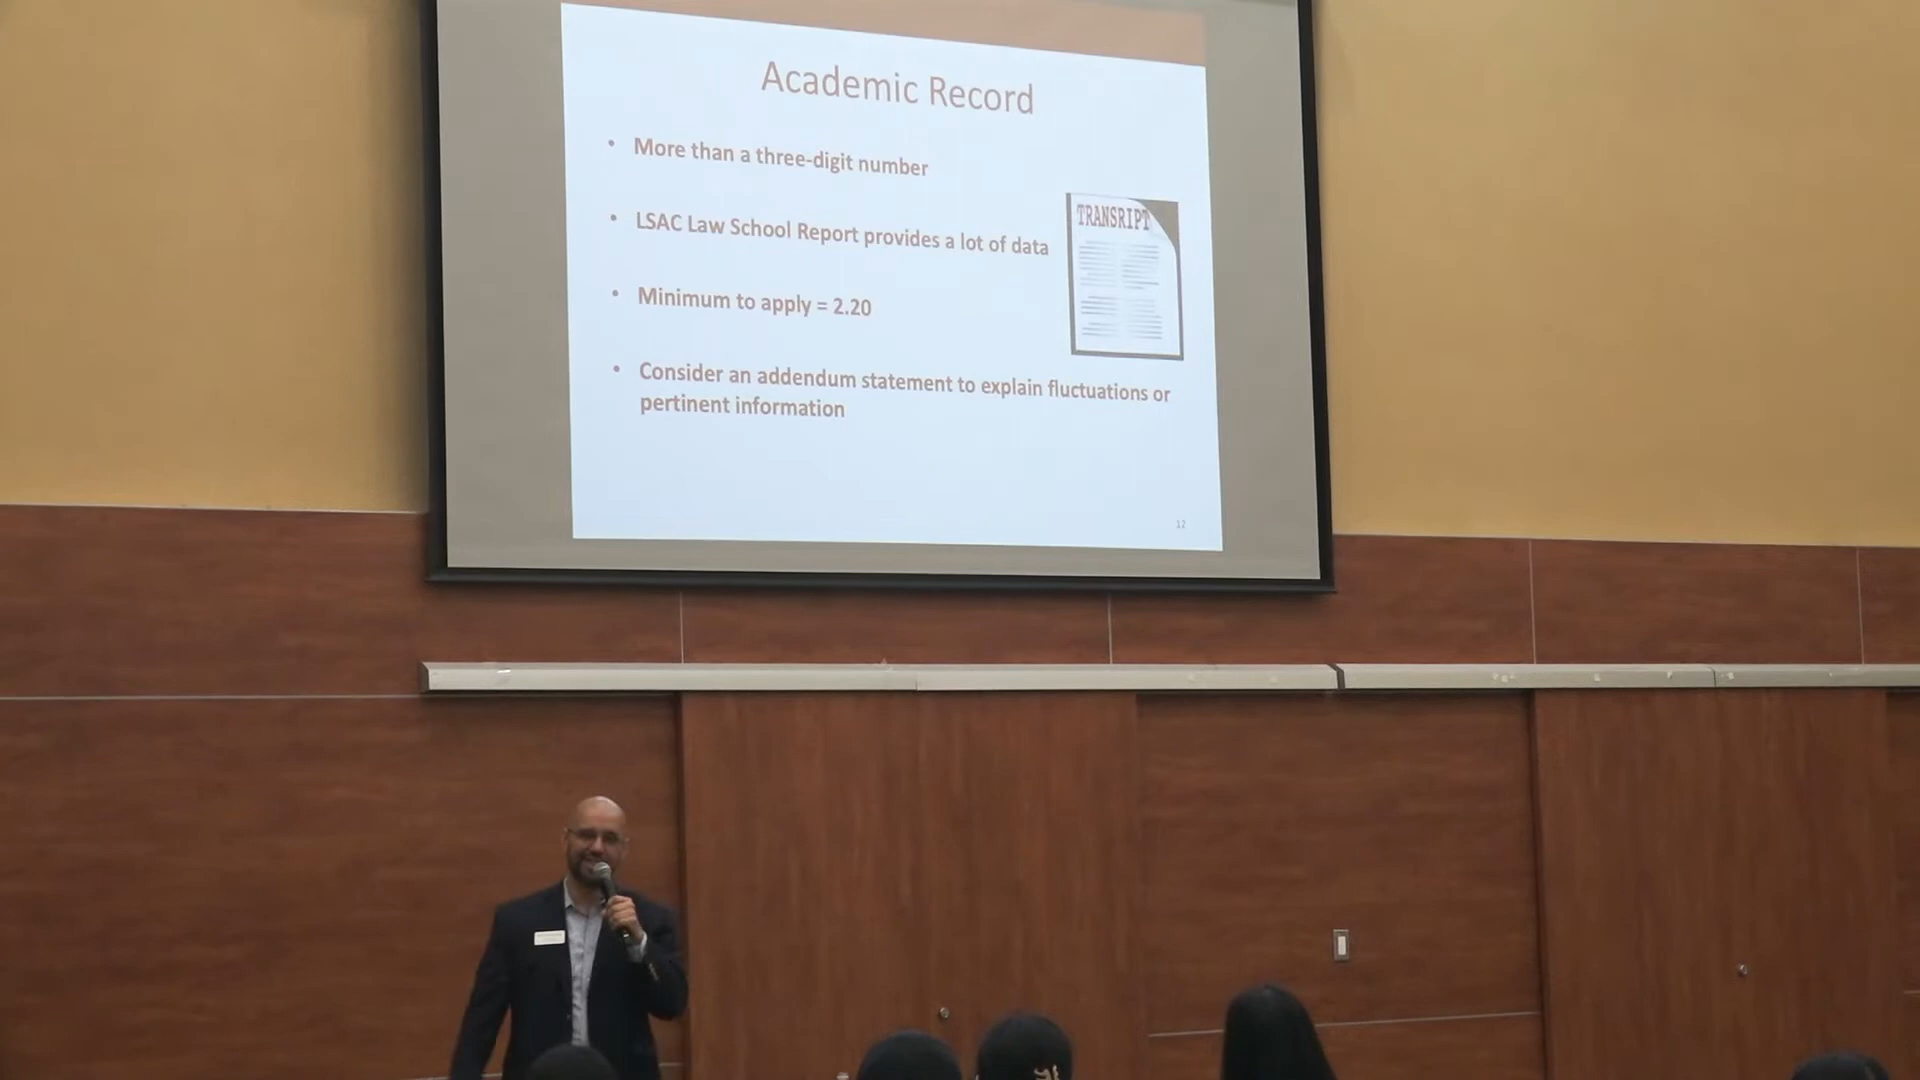 Academic Record
• More than a three-digit number
• LSAC Law School Report provides a lot of data
TRANSRIPT
• Minimum to apply = 2.20
• Consider an addendum statement to explain fluctuations or
pertinent information
12